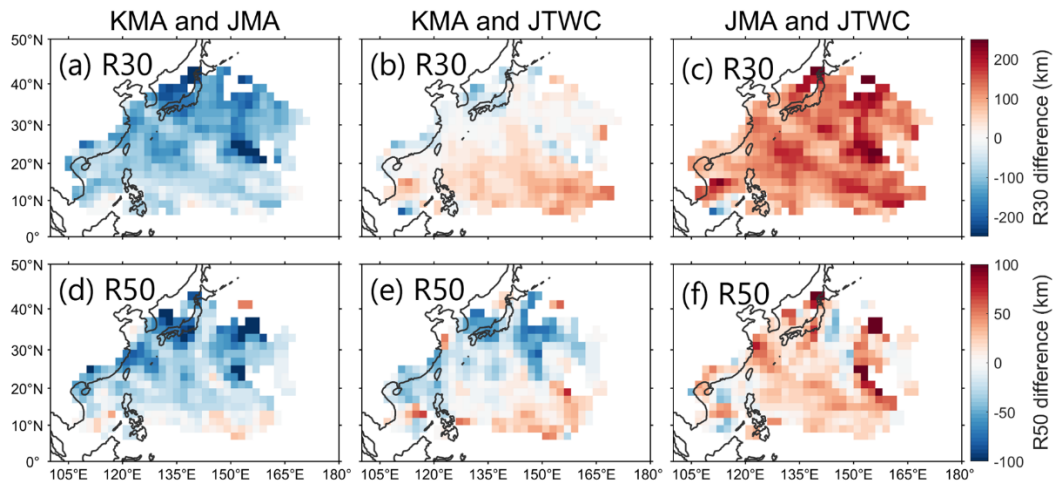 KMA and JMA KMA and JTWC JMA and JTWC
50°N
(a) R30 (b) R30 (c) R30
40°N
30°N
20°N
10°N
0°
200
100
0
-100
-200
R30 difference (km)
50°N
(d) R50 (e) R50 (f) R50
40°N
30°N
20°N
10°N
0°
100
50
0
-50
-100
R50 difference (km)
105°E 120°E 135°E 150°E 165°E 180° 105°E 120°E 135°E 150°E 165°E 180° 105°E 120°E 135°E 150°E 165°E 180°